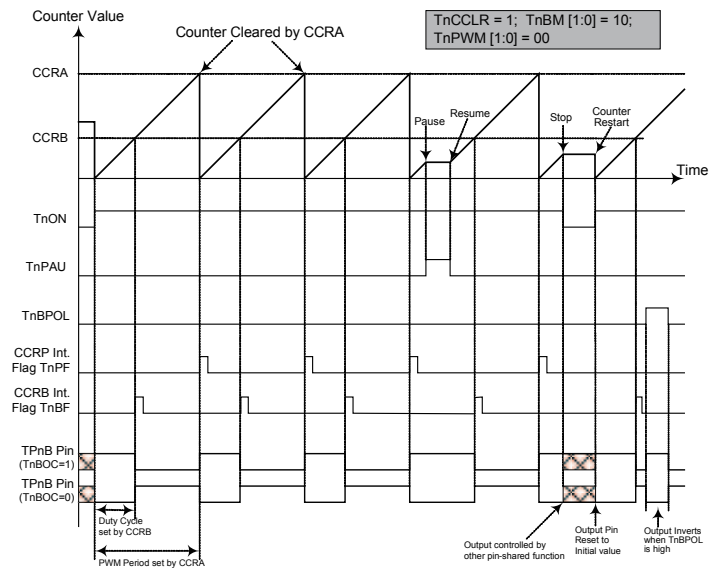 Counter Value
Counter Cleared by CCRA
TnCCLR = 1; TnBM [1:0] = 10;
TnPWM [1:0] = 00
CCRA
Pause
Resume
Stop
Counter
Restart
CCRB
Time
TnON
TnPAU
TnBPOL
CCRP Int.
Flag TnPF
CCRB Int.
Flag TnBF
TPnB Pin
(TnBOC=1)
TPnB Pin
(TnBOC=0)
Duty Cycle
set by CCRB
PWM Period set by CCRA
Output controlled by
other pin-shared function
Output Pin
Reset to
Initial value
Output Inverts
when TnBPOL
is high